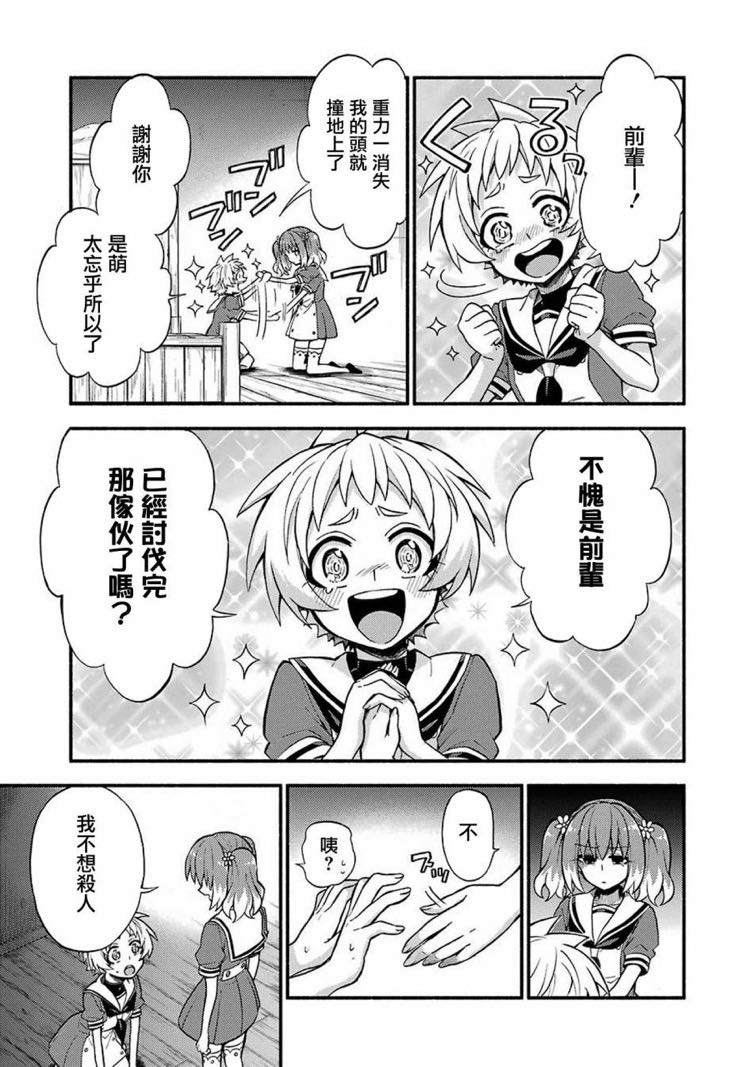 前輩—！
くるっ
重力一消失
我的頭就
撞地上了
ブン
ブン
ブン
ブン
謝謝你
是萌
太忘乎所以了
不愧是前輩
已經討伐完
那傢伙了嗎？
不
咦？
我不想殺人